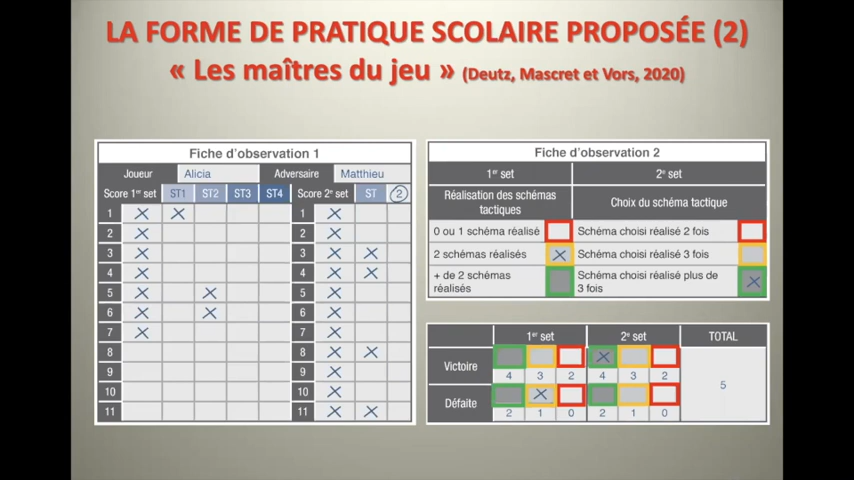 LA FORME DE PRATIQUE SCOLAIRE PROPOSÉE (2)
« Les maîtres du jeu » (Deutz, Mascret et Vors, 2020)
Fiche d'observation 1
Joueur Alicia Adversaire Matthieu
Score 1er set ST1 ST2 ST3 ST4 Score 2e set ST 2
1 X X 1 X
2 X 2 X
3 X 3 X X
4 X 4 X X
5 X X 5 X
6 X X 6 X
7 X 7 X
8 8 X X
9 9 X
10 10 X
11 11 X X
Fiche d'observation 2
1er set 2e set
Réalisation des schémas
tactiques
Choix du schéma tactique
0 ou 1 schéma réalisé Schéma choisi réalisé 2 fois
2 schémas réalisés X Schéma choisi réalisé 3 fois
+ de 2 schémas
réalisés
Schéma choisi réalisé plus de
3 fois
X
1er set 2e set TOTAL
Victoire X
4 3 2 4 3 2
5
Défaite X
2 1 0 2 1 0